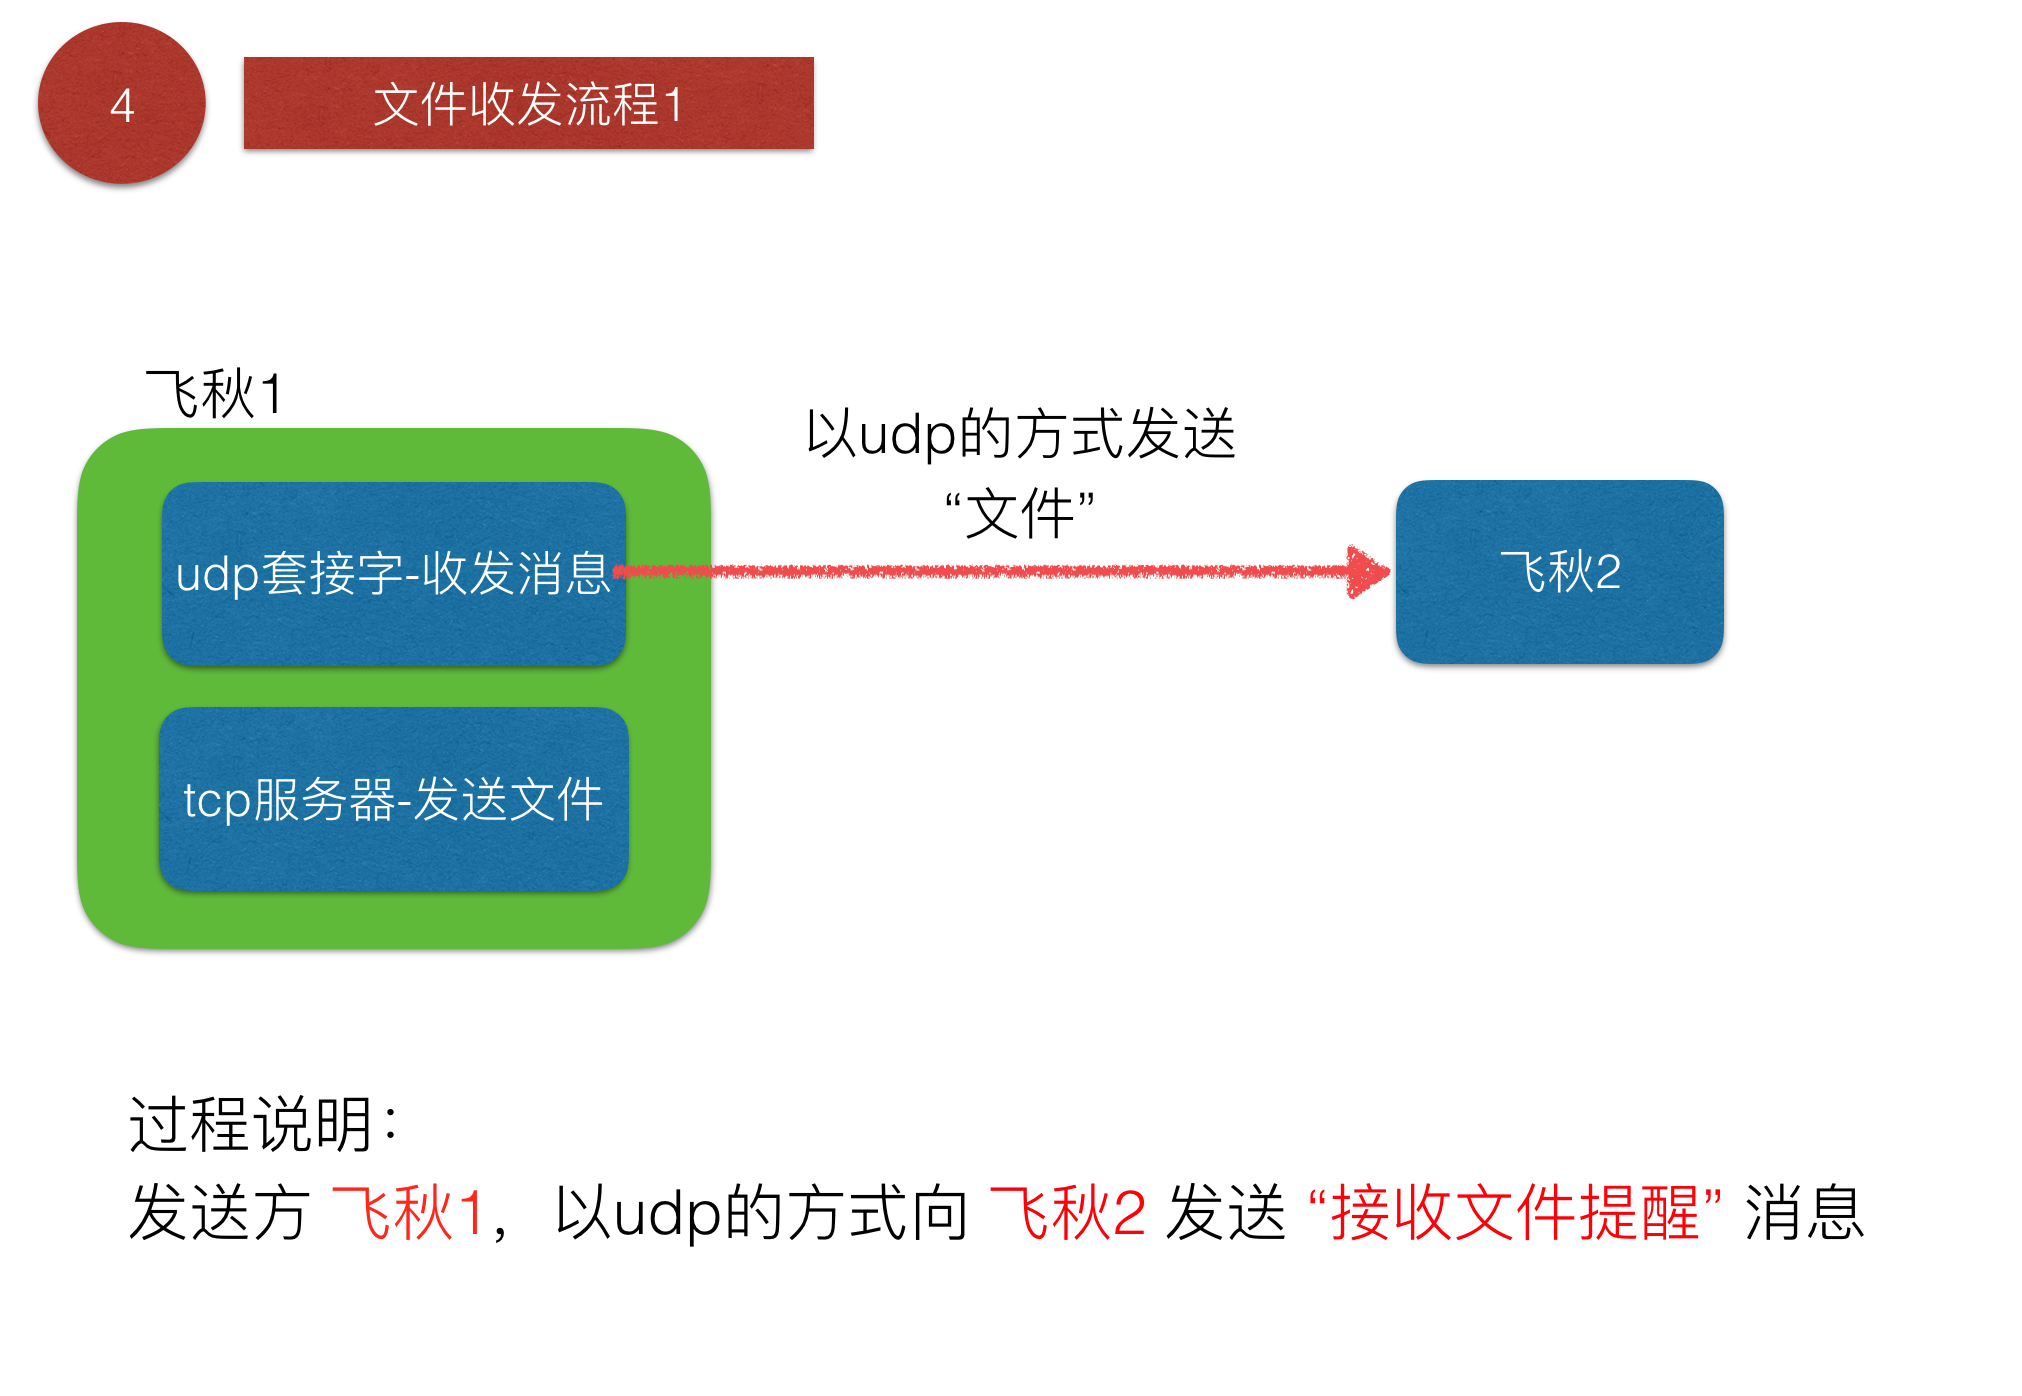 4
文件收发流程1
飞秋1
以udp的方式发送
“文件”
udp套接字-收发消息
飞秋2
tcp服务器-发送文件
过程说明：
发送方 飞秋1，以udp的方式向 飞秋2 发送 “接收文件提醒” 消息